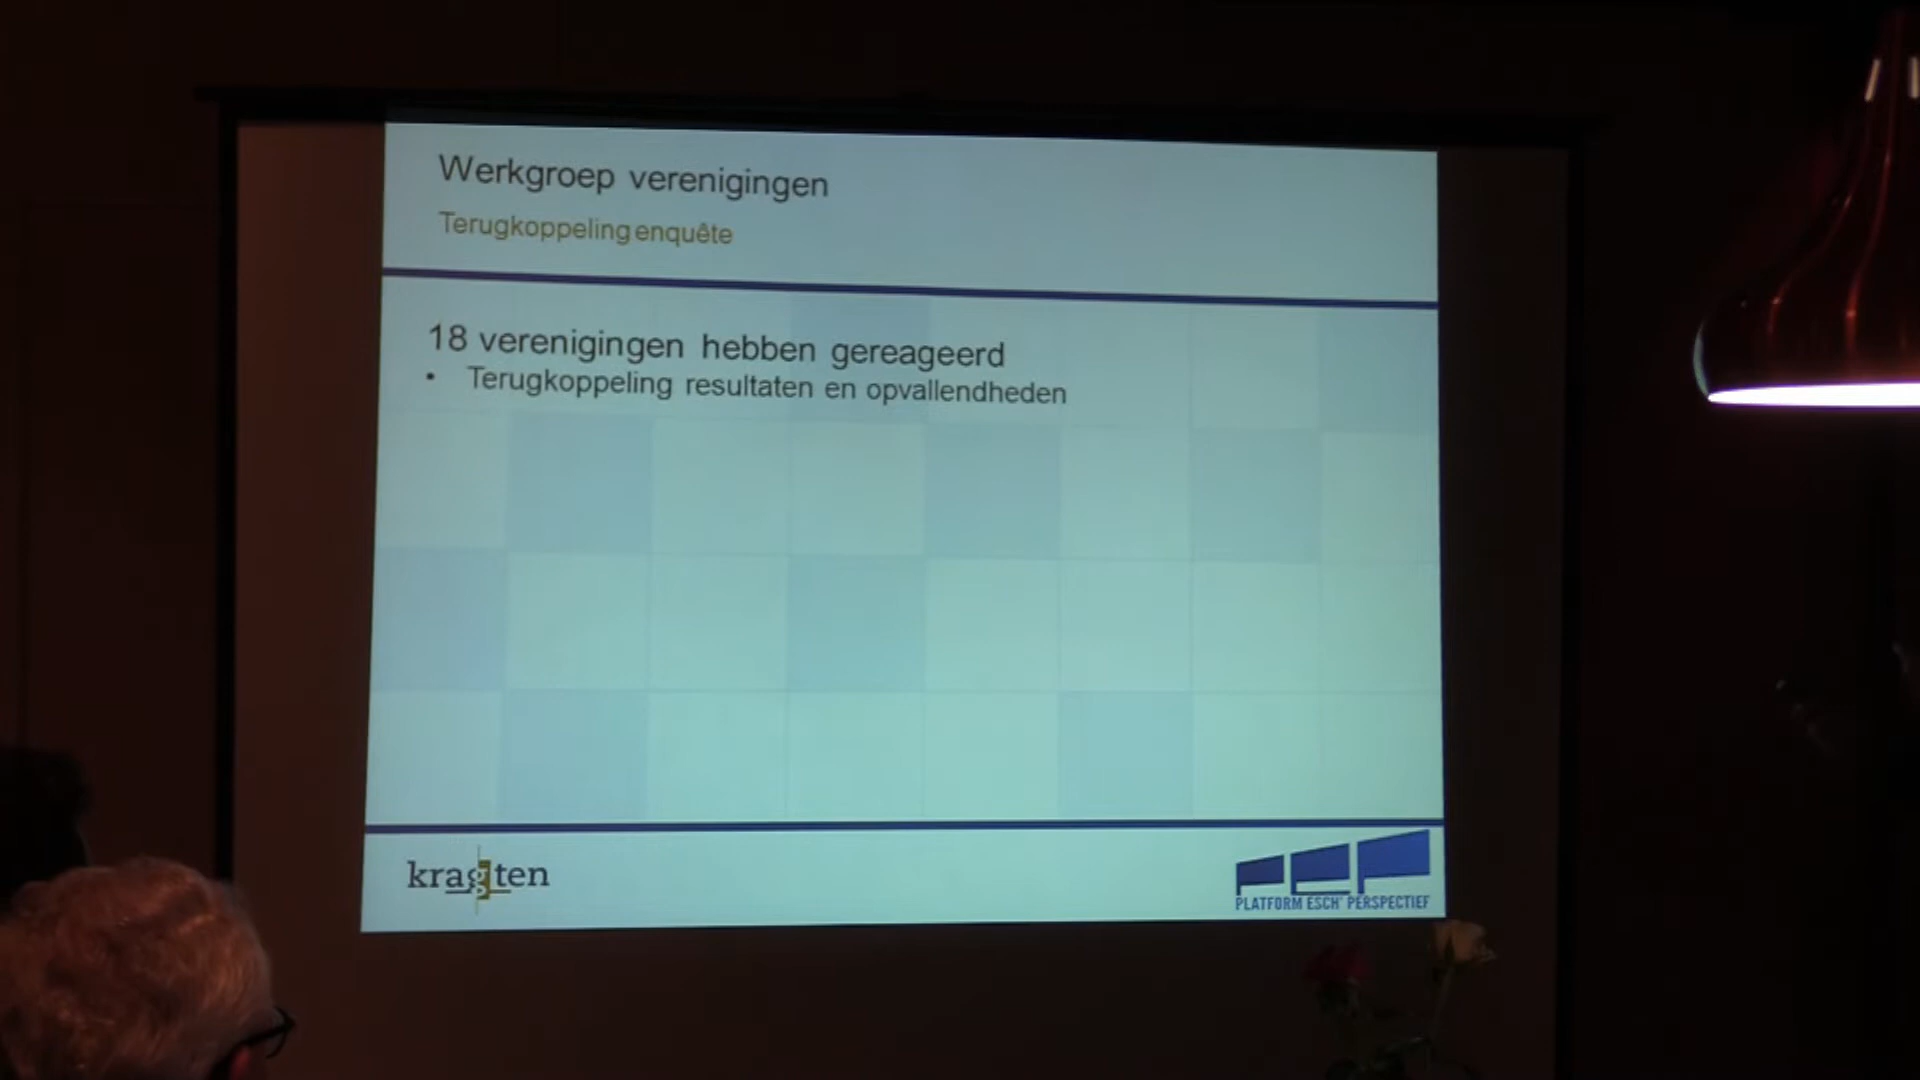 Werkgroep verenigingen
Terugkoppeling enquête
18 verenigingen hebben gereageerd
• Terugkoppeling resultaten en opvallendheden
kragten
PLATFORM ESCH' PERSPECTIEF